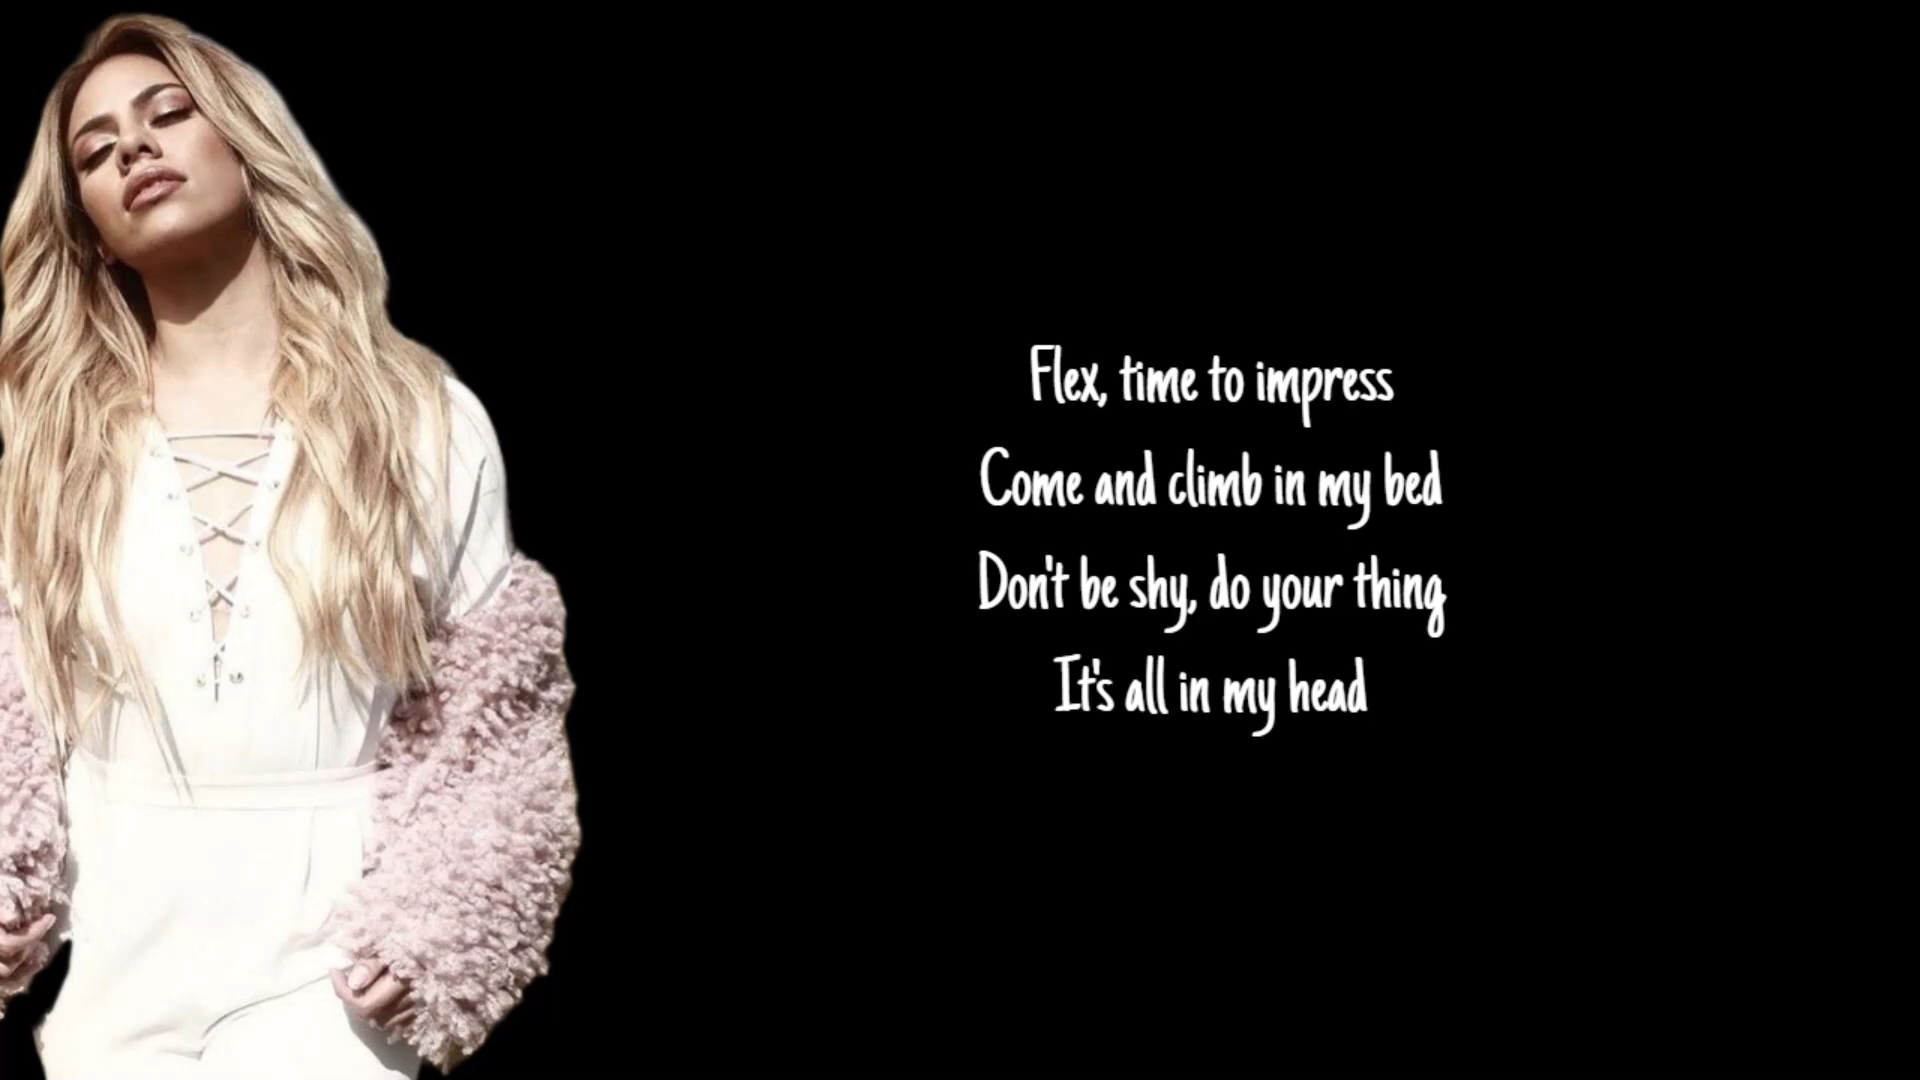 Flex, time to impress
Come and climb in my bed
Don't be shy, do your thing
It's all in my head